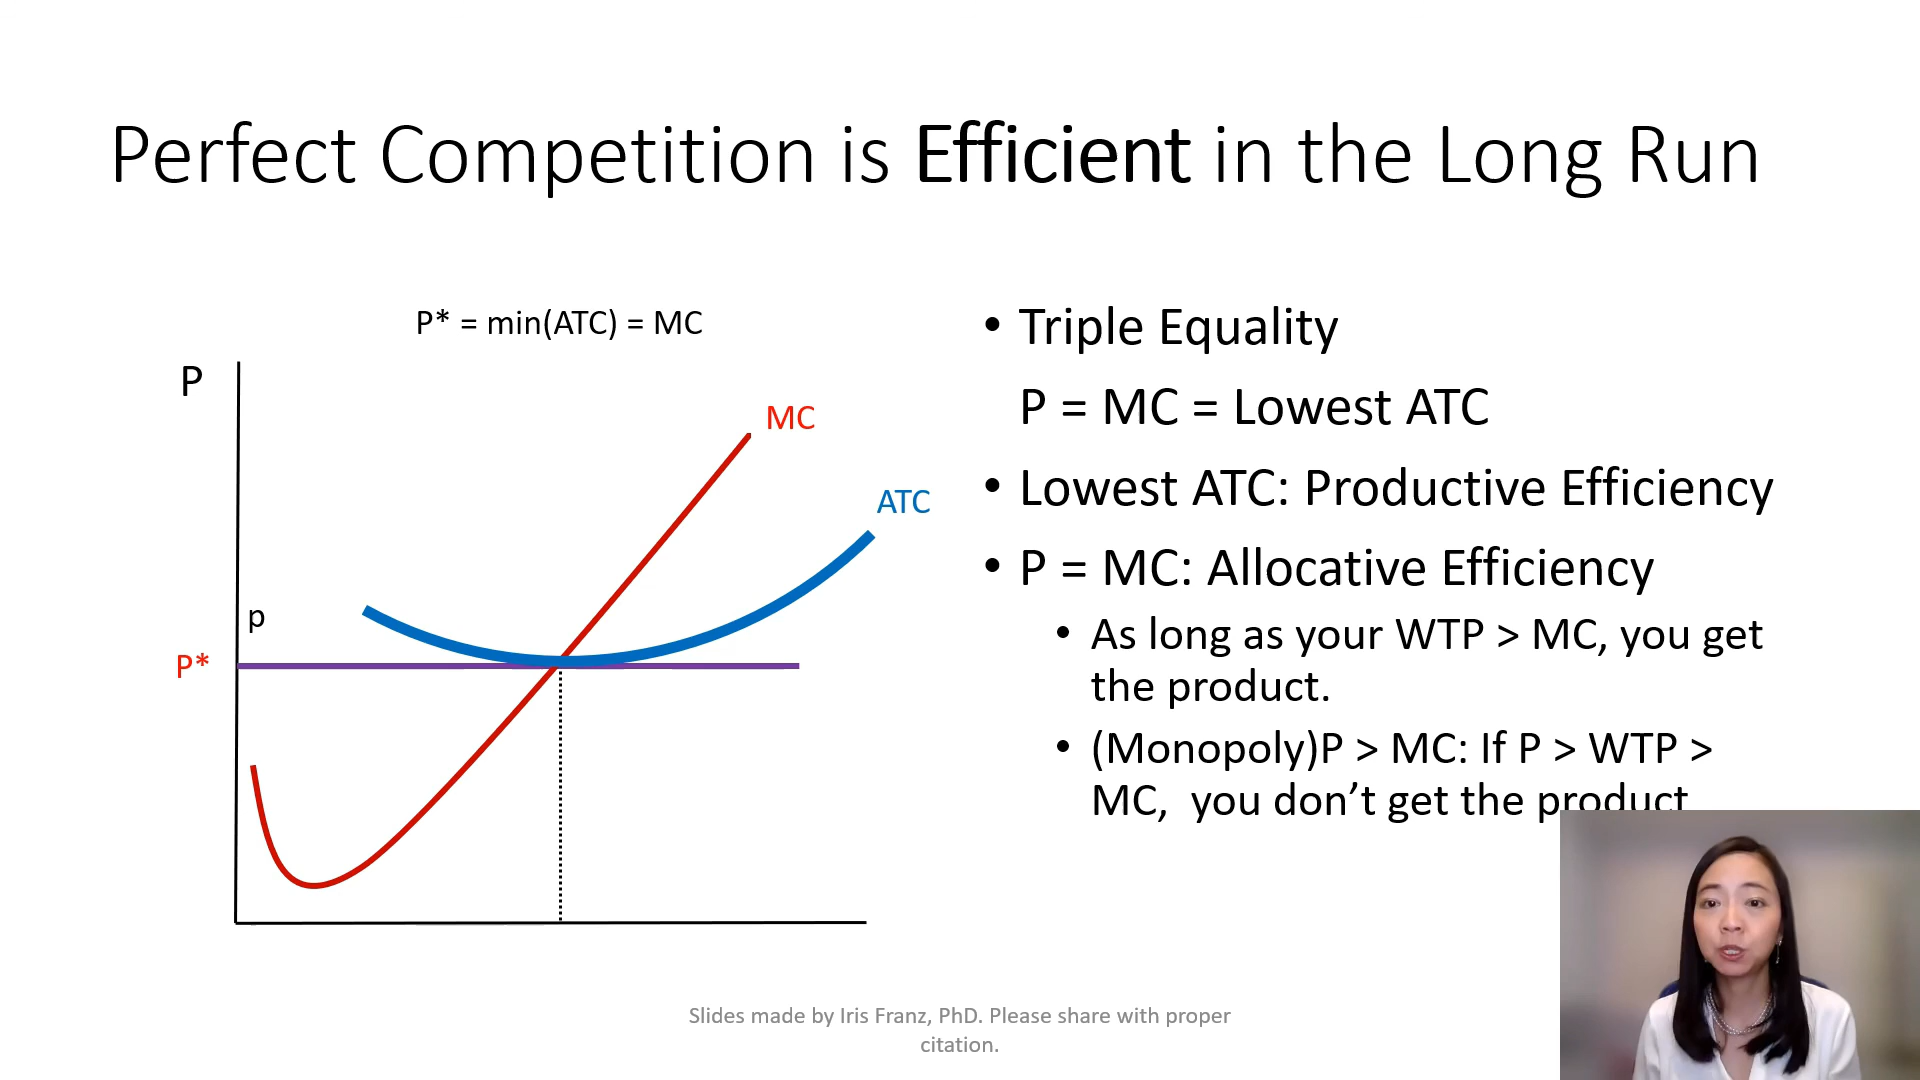 Perfect Competition is Efficient in the Long Run
P* = min(ATC) = MC
P
MC
ATC
p
P*
• Triple Equality
P = MC = Lowest ATC
• Lowest ATC: Productive Efficiency
• P = MC: Allocative Efficiency
• As long as your WTP > MC, you get
the product.
• (Monopoly)P > MC: If P > WTP >
MC, you don’t get the product
Slides made by Iris Franz, PhD. Please share with proper
citation.